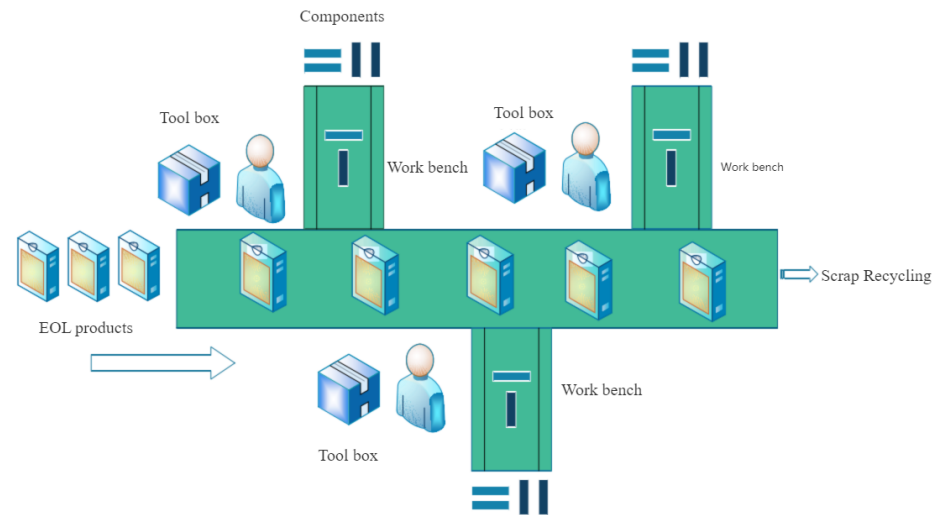 Components
Tool box
Tool box
Work bench
Work bench
Scrap Recycling
EOL products
Work bench
Tool box